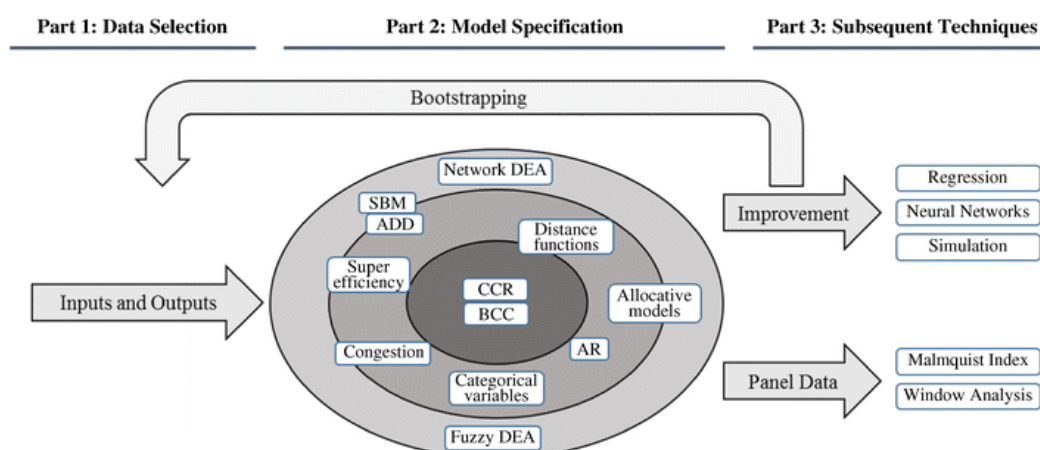 Part 1: Data Selection
Part 2: Model Specification
Part 3: Subsequent Techniques
Bootstrapping
Network DEA
SBM
ADD
Distance
functions
Super
efficiency
CCR
BCC
Allocative
models
Congestion
AR
Categorical
variables
Fuzzy DEA
Inputs and Outputs
Improvement
Regression
Neural Networks
Simulation
Panel Data
Malmquist Index
Window Analysis